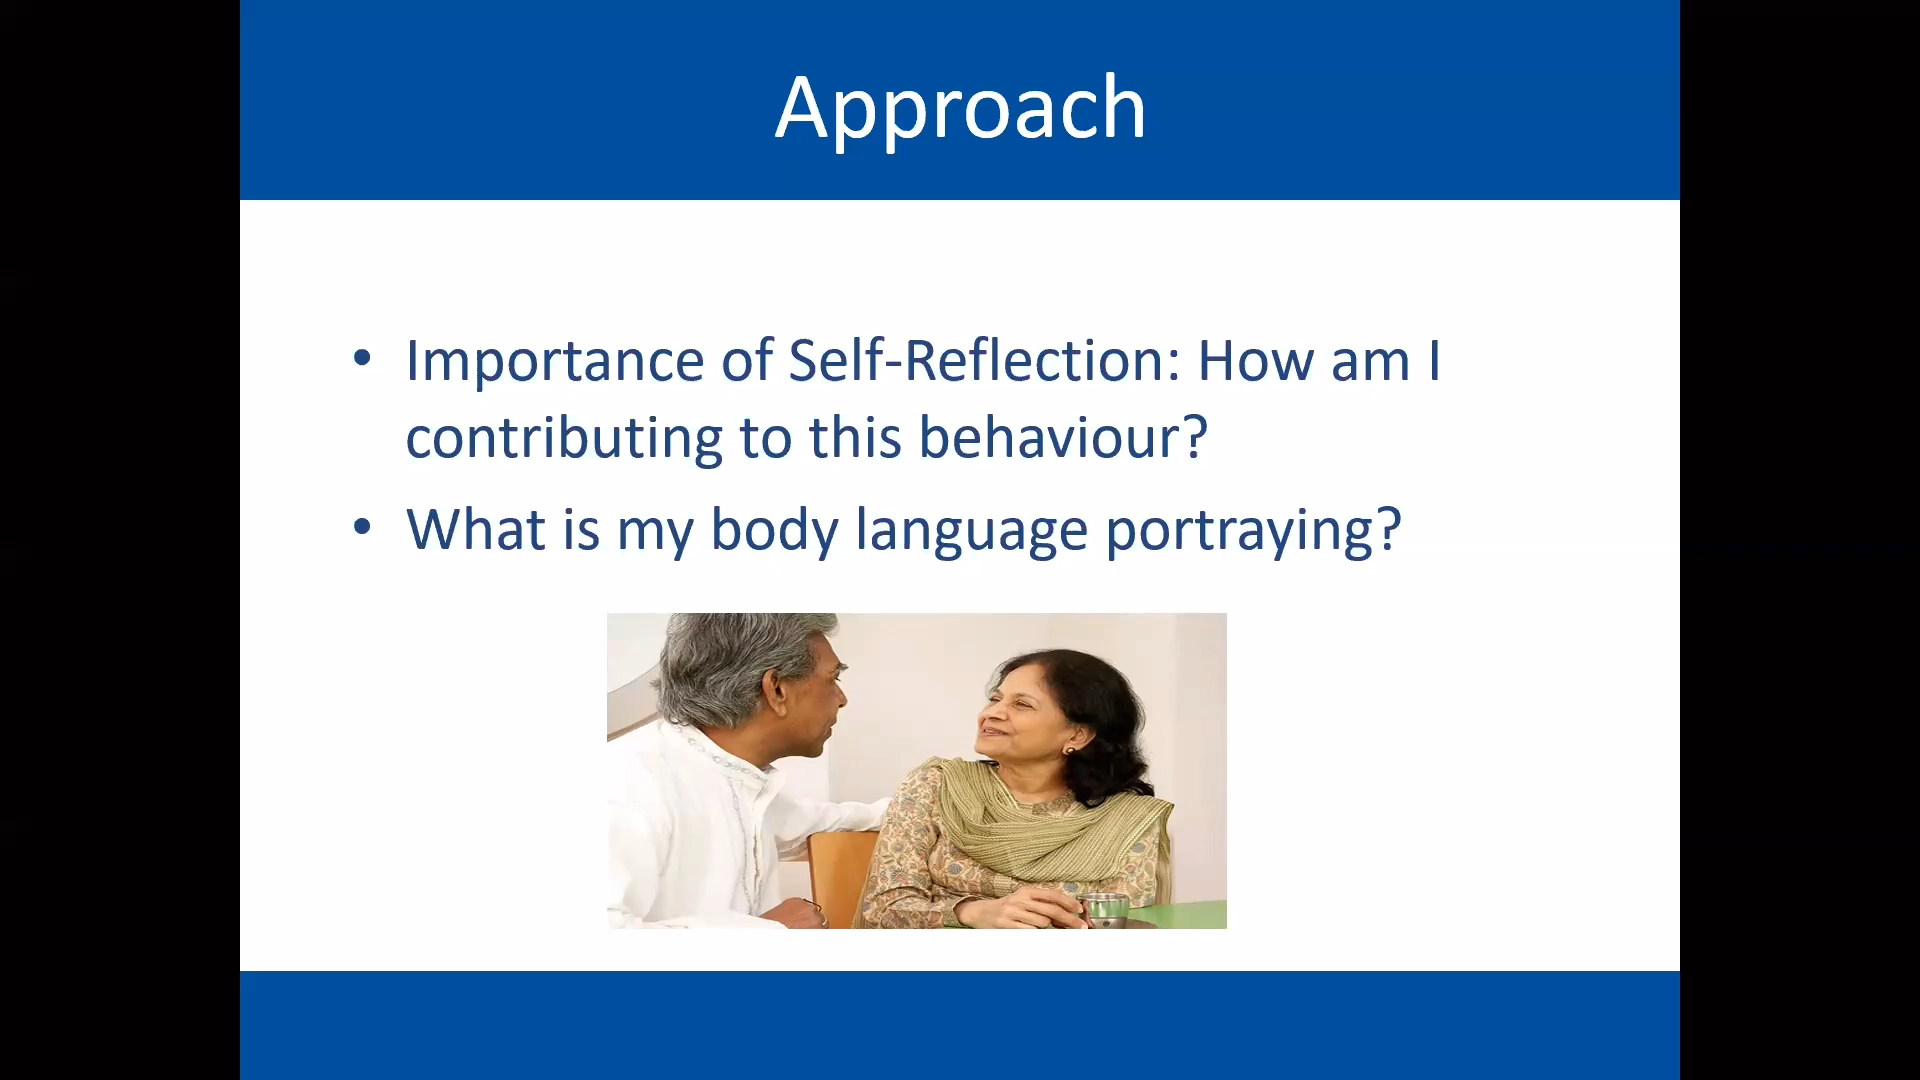 Approach
• Importance of Self-Reflection: How am I
contributing to this behaviour?
• What is my body language portraying?